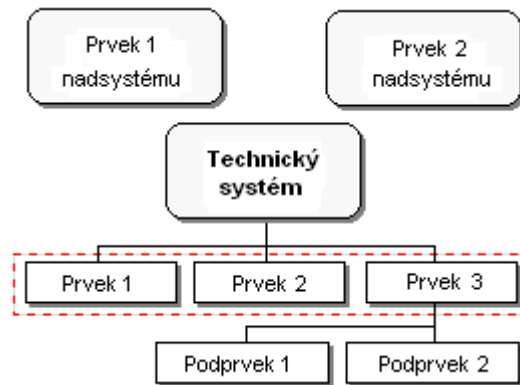 Prvek 1
nadsystému
Prvek 2
nadsystému
Technický
systém
Prvek 1
Prvek 2
Prvek 3
Podprvek 1
Podprvek 2